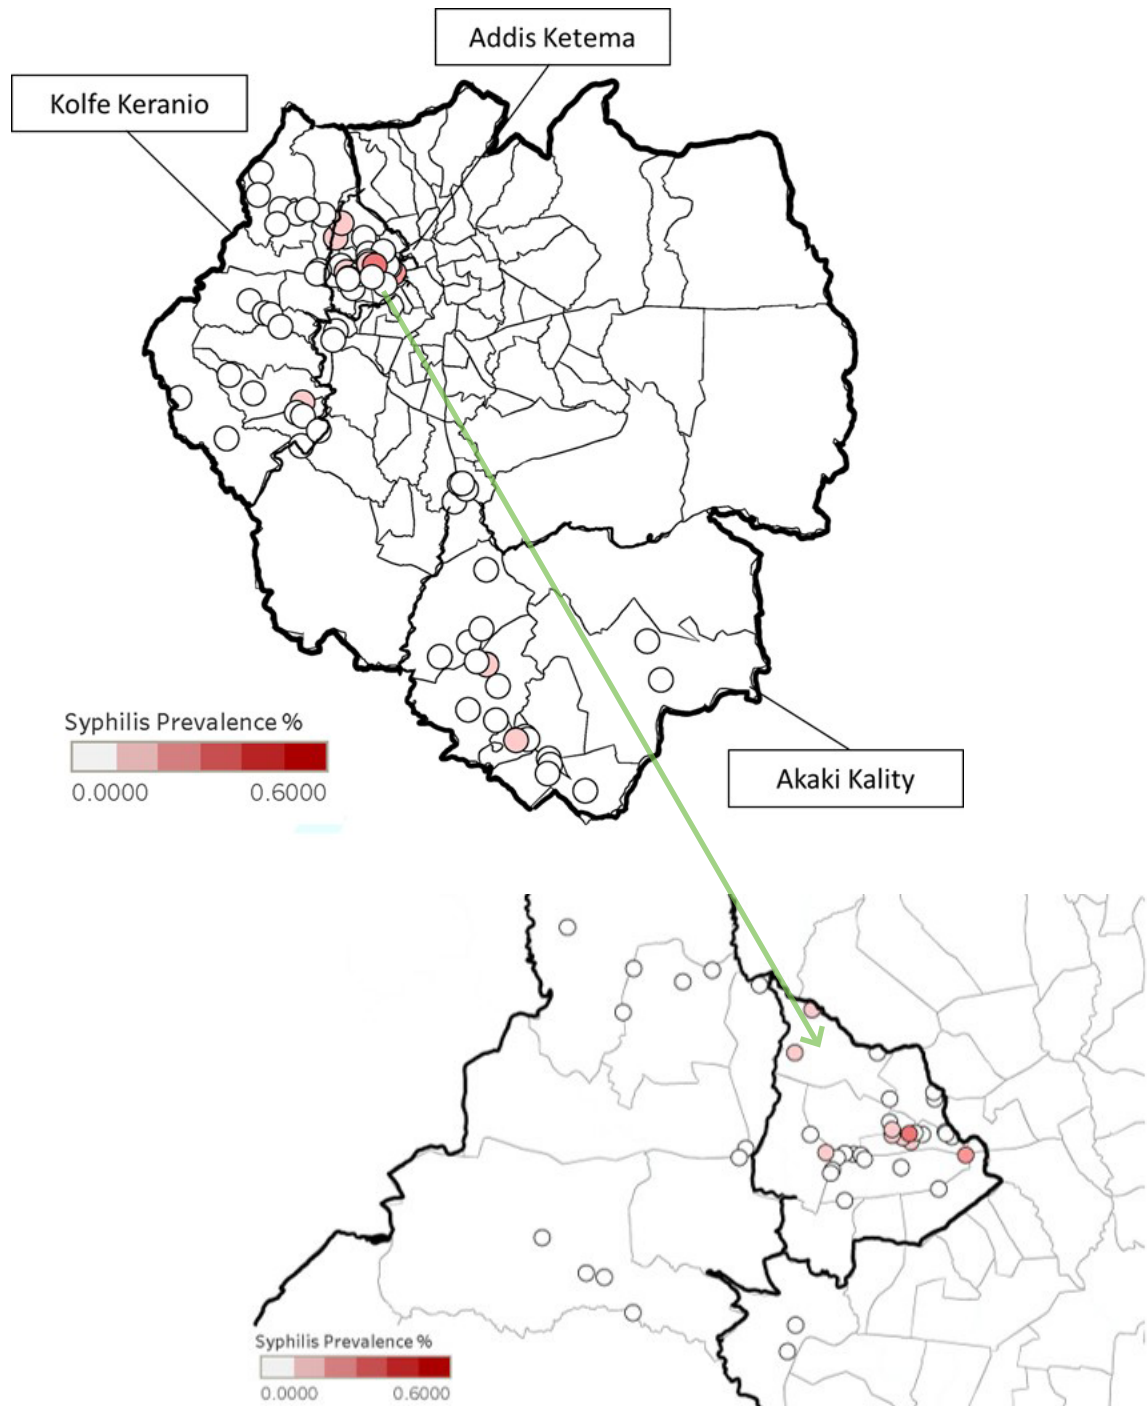 Addis Ketema
Kolfe Keranio
Syphilis Prevalence %
0.0000 0.6000
Akaki Kality
Syphilis Prevalence %
0.0000 0.6000